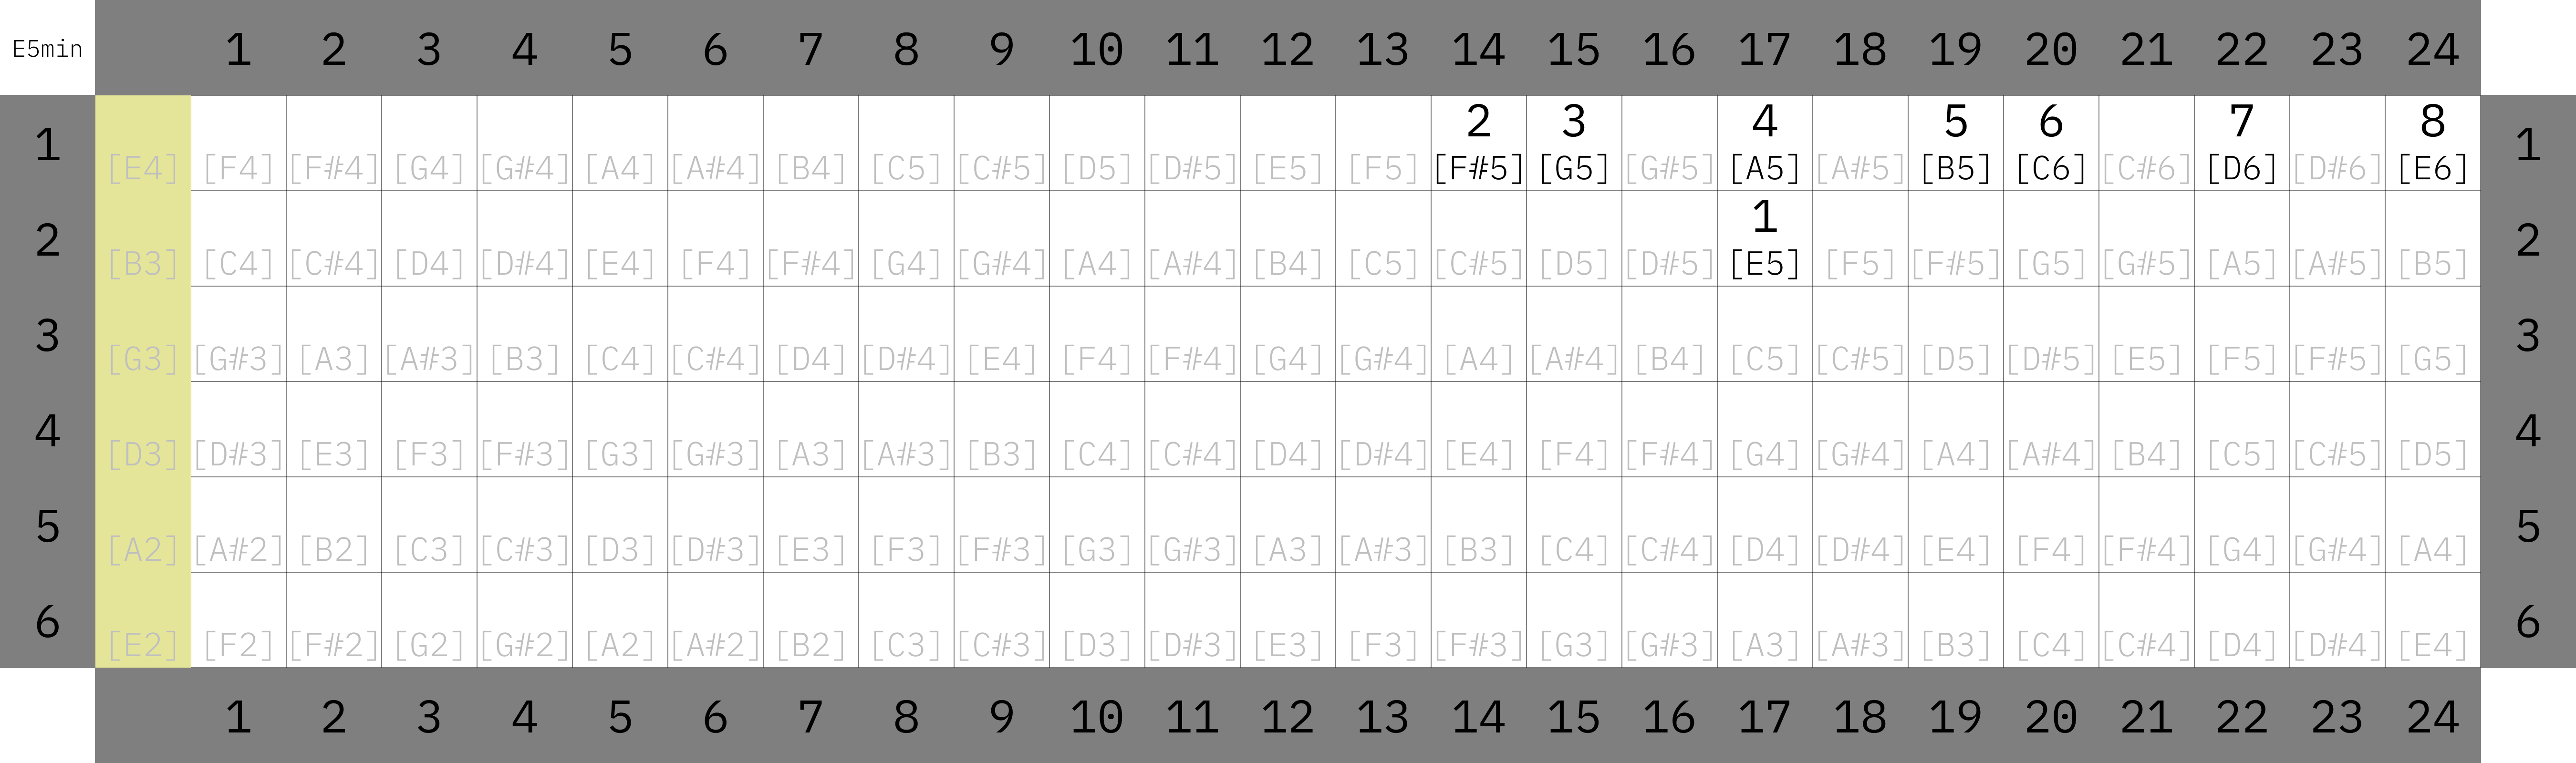 E5min 1 2 3 4 5 6 7 8 9 10 11 12 13 14 15 16 17 18 19 20 21 22 23 24
2 3 4 5 6 7 8
1 [E4] [F4] [F#4] [G4] [G#4] [A4] [A#4] [B4] [C5] [C#5] [D5] [D#5] [E5] [F5] [F#5] [G5] [G#5] [A5] [A#5] [B5] [C6] [C#6] [D6] [D#6] [E6] 1
1
2 [B3] [C4] [C#4] [D4] [D#4] [E4] [F4] [F#4] [G4] [G#4] [A4] [A#4] [B4] [C5] [C#5] [D5] [D#5] [E5] [F5] [F#5] [G5] [G#5] [A5] [A#5] [B5] 2
3 [G3] [G#3] [A3] [A#3] [B3] [C4] [C#4] [D4] [D#4] [E4] [F4] [F#4] [G4] [G#4] [A4] [A#4] [B4] [C5] [C#5] [D5] [D#5] [E5] [F5] [F#5] [G5] 3
4 [D3] [D#3] [E3] [F3] [F#3] [G3] [G#3] [A3] [A#3] [B3] [C4] [C#4] [D4] [D#4] [E4] [F4] [F#4] [G4] [G#4] [A4] [A#4] [B4] [C5] [C#5] [D5] 4
5 [A2] [A#2] [B2] [C3] [C#3] [D3] [D#3] [E3] [F3] [F#3] [G3] [G#3] [A3] [A#3] [B3] [C4] [C#4] [D4] [D#4] [E4] [F4] [F#4] [G4] [G#4] [A4] 5
6 [E2] [F2] [F#2] [G2] [G#2] [A2] [A#2] [B2] [C3] [C#3] [D3] [D#3] [E3] [F3] [F#3] [G3] [G#3] [A3] [A#3] [B3] [C4] [C#4] [D4] [D#4] [E4] 6
1 2 3 4 5 6 7 8 9 10 11 12 13 14 15 16 17 18 19 20 21 22 23 24